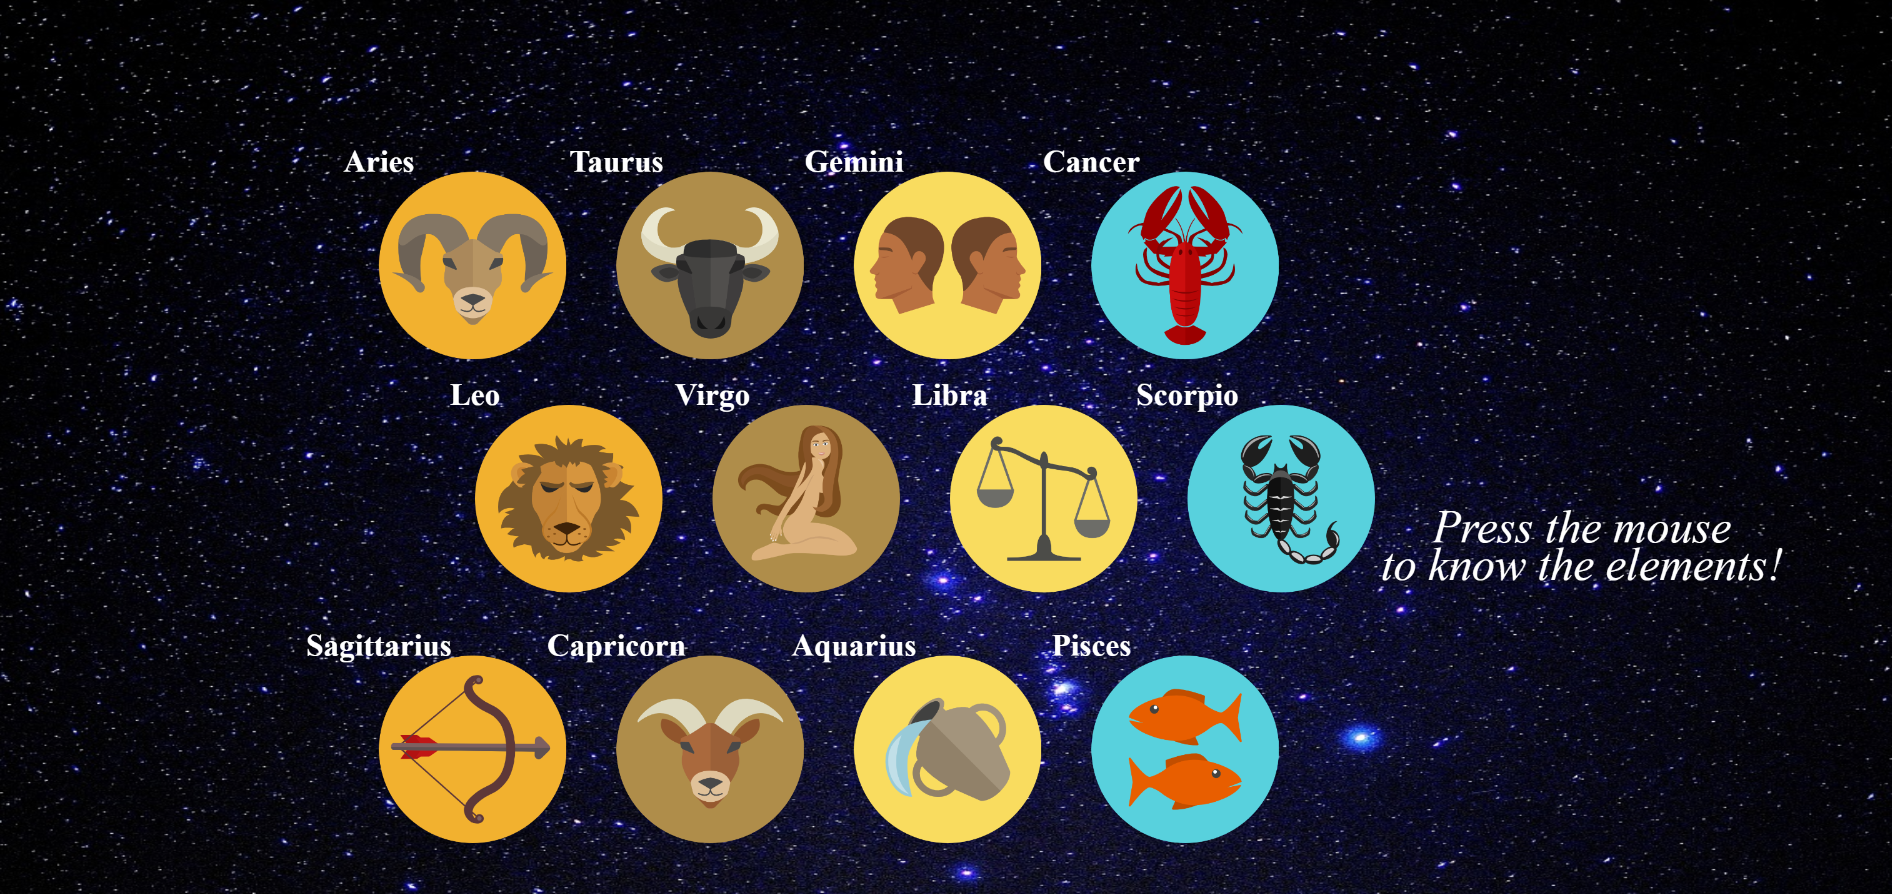 Aries
Taurus
Gemini
Cancer
Leo
Virgo
Libra
Scorpio
Press the mouse
to know the elements!
Sagittarius
Capricorn
Aquarius
Pisces